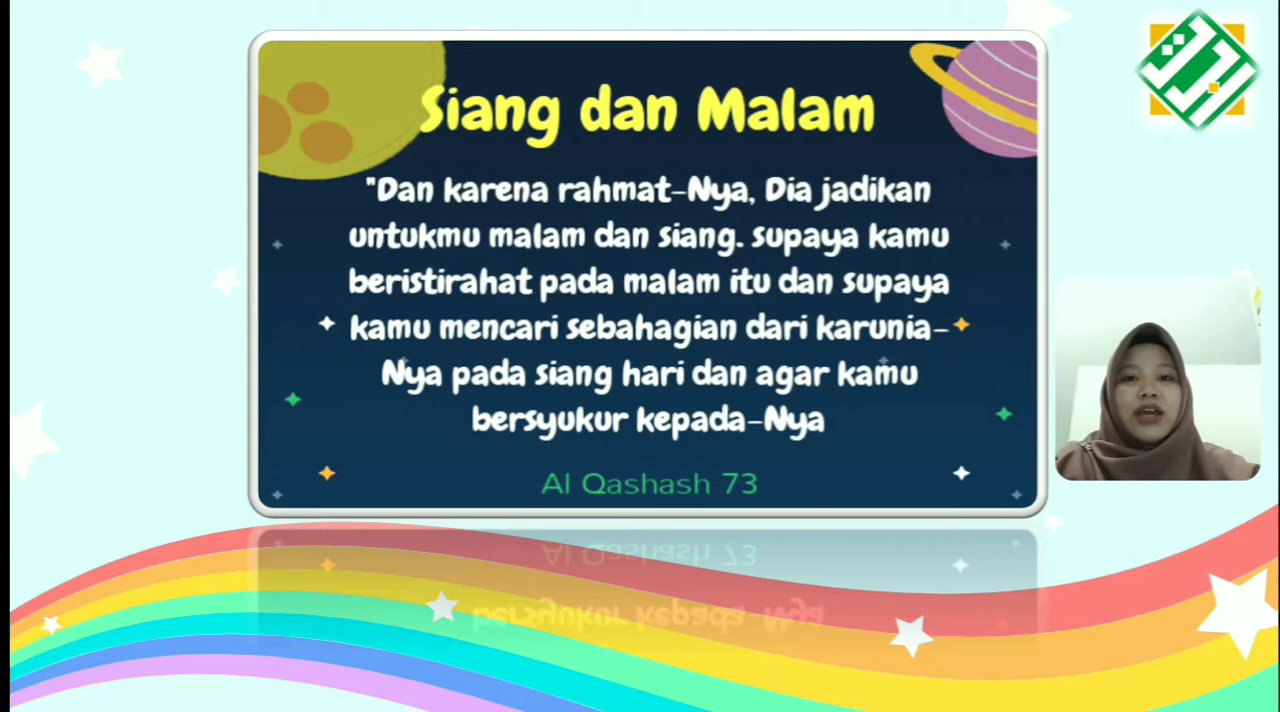 Siang dan Malam
"Dan karena rahmat-Nya, Dia jadikan
untukmu malam dan siang. supaya kamu
beristirahat pada malam itu dan supaya
kamu mencari sebahagian dari karunia-
Nya pada siang hari dan agar kamu
bersyukur kepada-Nya
Al Qashash 73